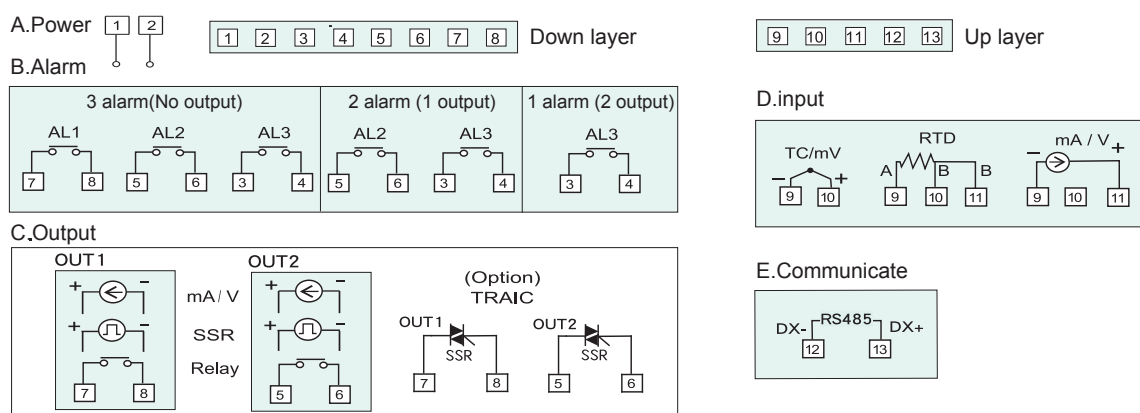 A.Power 1 2
1 2 3 4 5 6 7 8 Down layer
9 10 11 12 13 Up layer
B.Alarm
3 alarm(No output) 2 alarm (1 output) 1 alarm (2 output)
AL1 AL2 AL3 AL2 AL3 AL3
7 8 5 6 3 4 5 6 3 4 3 4
C.Output
OUT1 OUT2
+ - mA/V + -
+ - SSR + -
Relay
7 8 5 6
(Option)
TRAIC
OUT1 OUT2
SSR SSR
7 8 5 6
D.input
TC/mV RTD mA / V
- + A B B - +
9 10 9 10 11 9 10 11
E.Communicate
DX- RS485 DX+
12 13